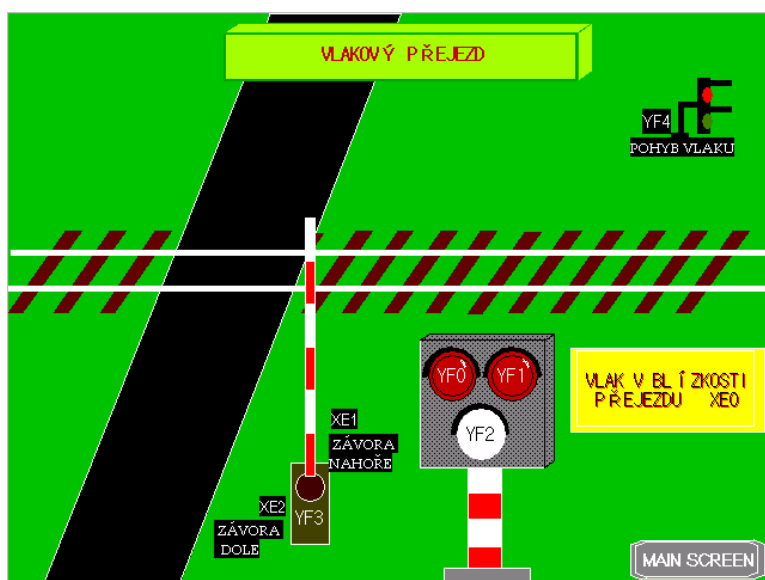 VLAKOVÝ PŘEJEZD
YF4
POHYB VLAKU
YF0
YF1
VLAK V BLÍZKOSTI
PŘEJEZDU XE0
YF2
XE1
ZÁVORA
NAHOŘE
XE2
YF3
ZÁVORA
DOLE
MAIN SCREEN